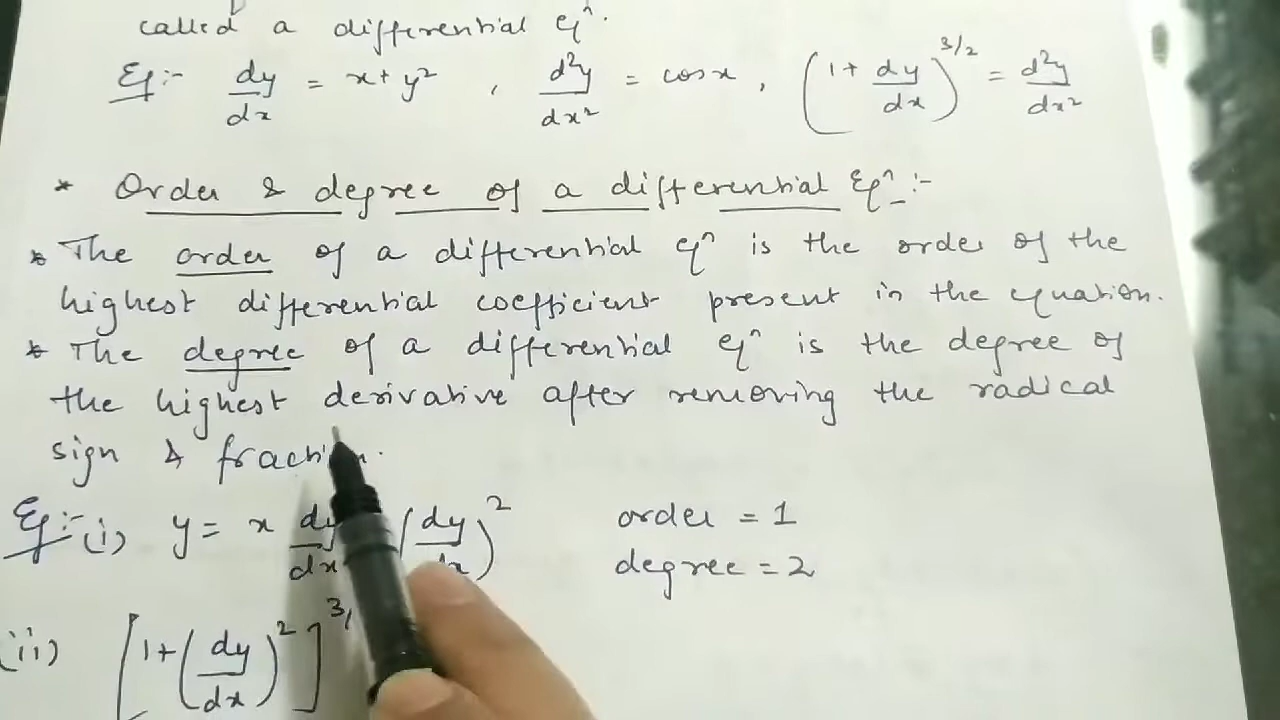 called a differential eqⁿ.
Eg:- dy/dx = x + y² , d²y/dx² = cosx , (1 + dy/dx)^3/2 = d²y/dx²
* Order & degree of a differential Eqⁿ:-
* The order of a differential eqⁿ is the order of the
highest differential coefficient present in the equation.
* The degree of a differential eqⁿ is the degree of
the highest derivative after removing the radical
sign & fraction.
Eg:- (i) y = x dy/dx (dy/dx)² order = 1
degree = 2
(ii) [1+(dy/dx)²]^3/